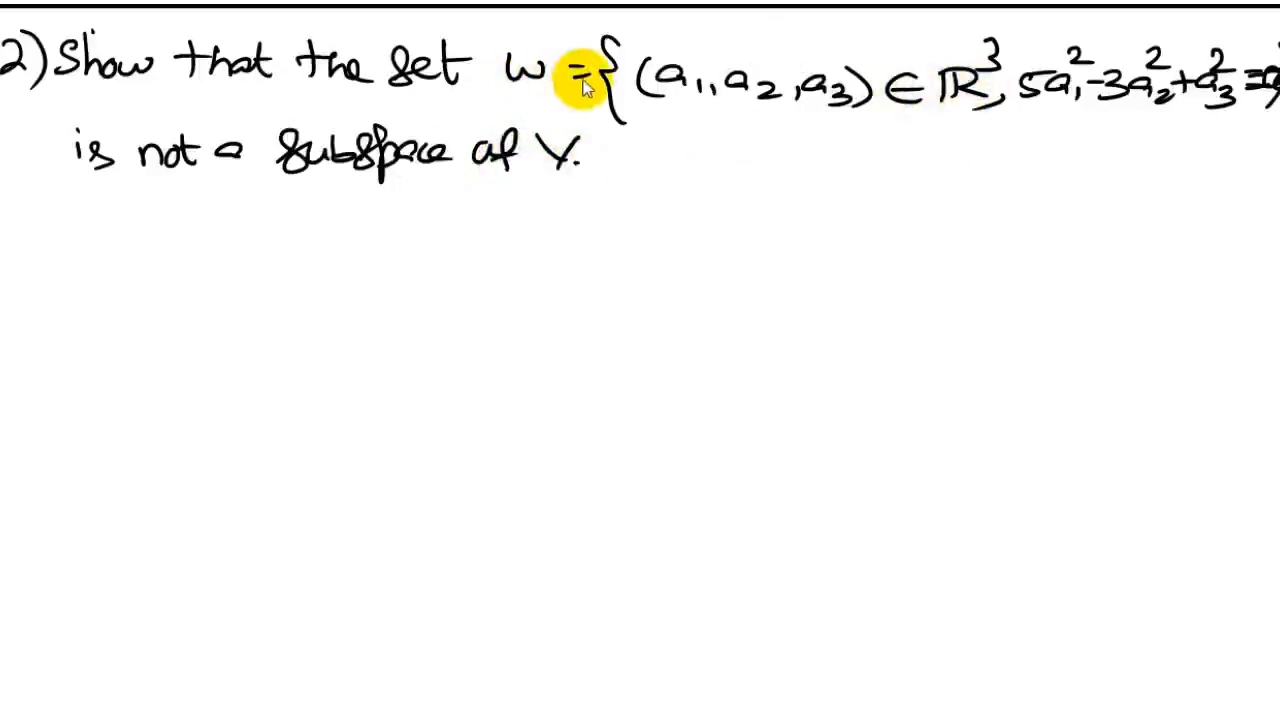 2) Show that the set W = { (a₁, a₂, a₃) ∈ ℝ³, 5a₁² - 3a₂² + a₃² =
is not a subspace of V.